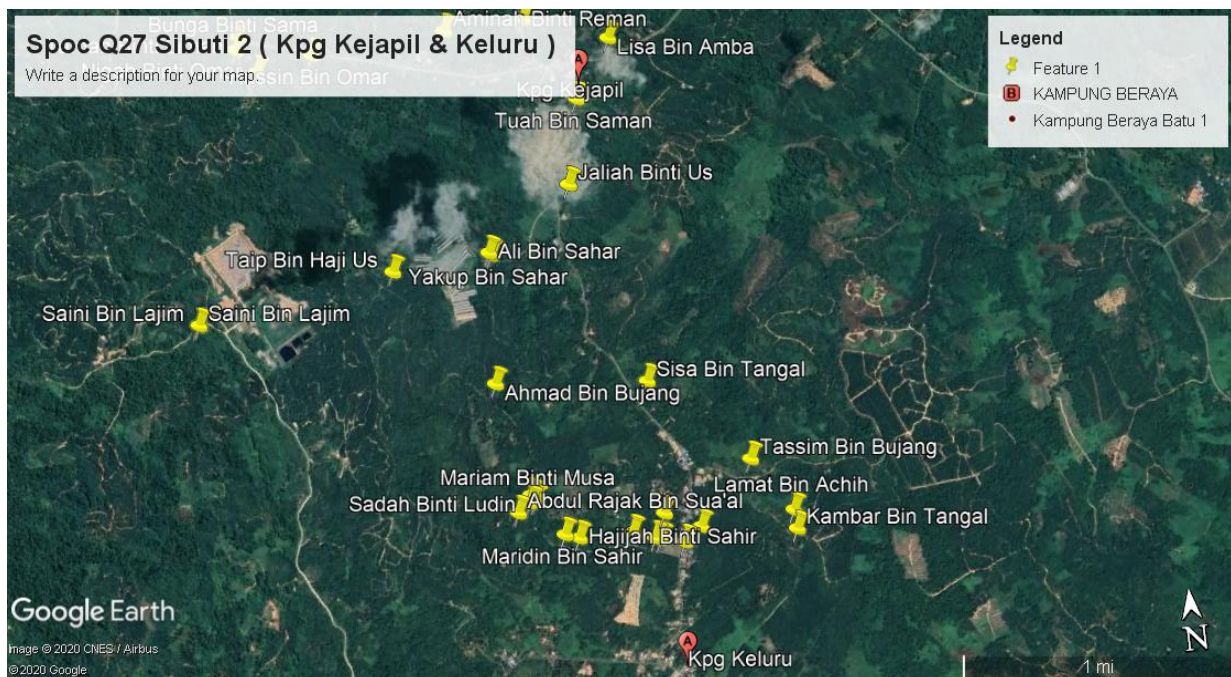 Bunga Binti Sama
Aminah Binti Reman
Spoc Q27 Sibuti 2 ( Kpg Kejapil & Keluru )
Write a description for your map.
Bin Omar
Lisa Bin Amba
Kpg Kejapil
Tuah Bin Saman
Jaliah Binti Us
Ali Bin Sahar
Taip Bin Haji Us
Yakup Bin Sahar
Saini Bin Lajim
Saini Bin Lajim
Sisa Bin Tangal
Ahmad Bin Bujang
Tassim Bin Bujang
Mariam Binti Musa
Lamat Bin Achih
Sadah Binti Ludin
Abdul Rajak Bin Sua'al
Kambar Bin Tangal
Hajijah Binti Sahir
Maridin Bin Sahir
Kpg Keluru
Legend
Feature 1
B KAMPUNG BERAYA
Kampung Beraya Batu 1
A
A
Google Earth
Image © 2020 CNES / Airbus
© 2020 Google
N
1 mi